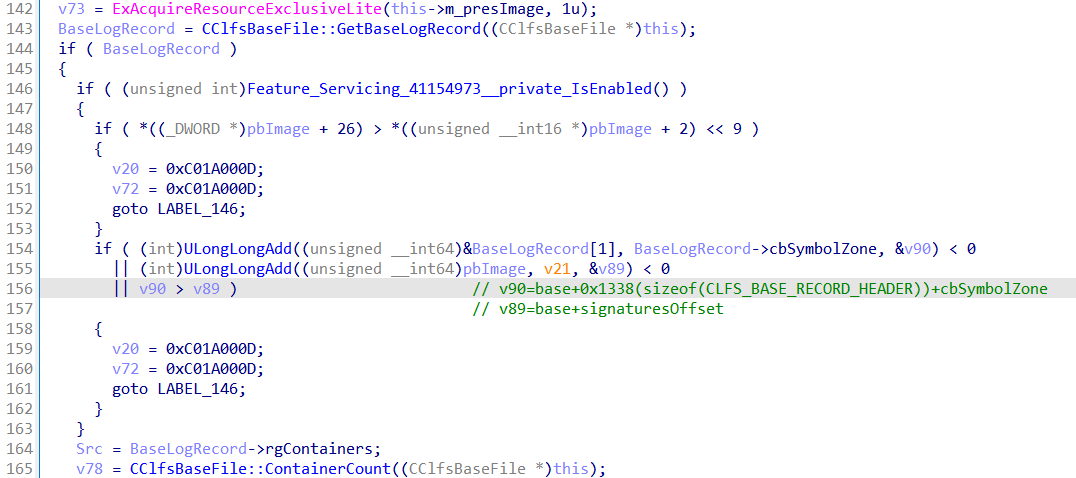 142 v73 = ExAcquireResourceExclusiveLite(this->m_presImage, 1u);
143 BaseLogRecord = CClfsBaseFile::GetBaseLogRecord((CClfsBaseFile *)this);
144 if ( BaseLogRecord )
145 {
146 if ( (unsigned int)Feature_Servicing_41154973__private_IsEnabled() )
147 {
148 if ( *((_DWORD *)pbImage + 26) > *((unsigned __int16 *)pbImage + 2) << 9 )
149 {
150 v20 = 0xC01A000D;
151 v72 = 0xC01A000D;
152 goto LABEL_146;
153 }
154 if ( (int)ULongLongAdd((unsigned __int64)&BaseLogRecord[1], BaseLogRecord->cbSymbolZone, &v90) < 0
155 || (int)ULongLongAdd((unsigned __int64)pbImage, v21, &v89) < 0
156 || v90 > v89 ) // v90=base+0x1338(sizeof(CLFS_BASE_RECORD_HEADER))+cbSymbolZone
157 // v89=base+signaturesOffset
158 {
159 v20 = 0xC01A000D;
160 v72 = 0xC01A000D;
161 goto LABEL_146;
162 }
163 }
164 Src = BaseLogRecord->rgContainers;
165 v78 = CClfsBaseFile::ContainerCount((CClfsBaseFile *)this);